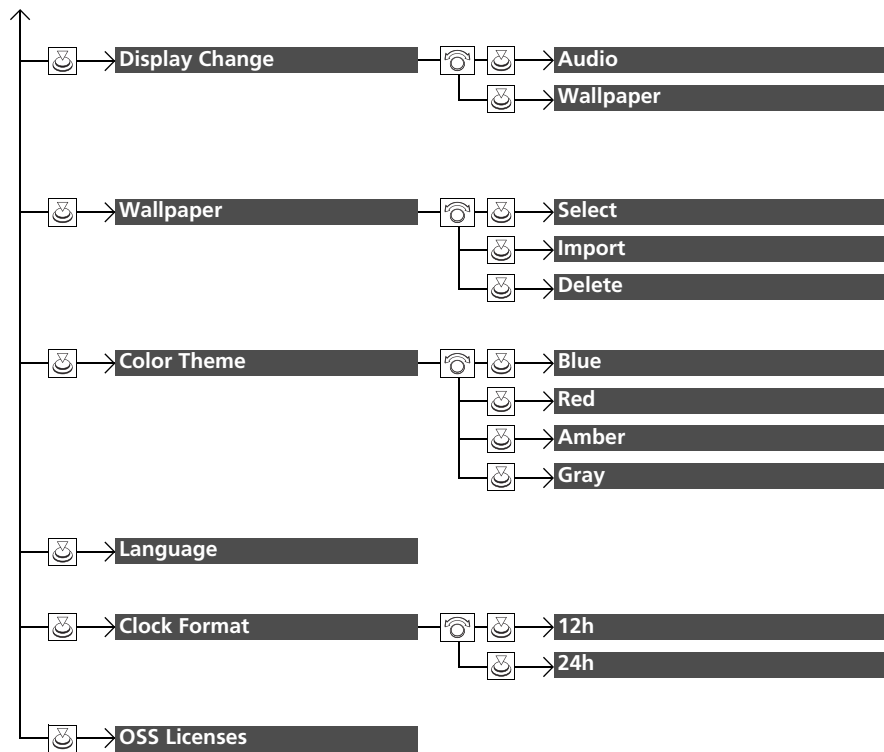 Display Change
Audio
Wallpaper
Wallpaper
Select
Import
Delete
Color Theme
Blue
Red
Amber
Gray
Language
Clock Format
12h
24h
OSS Licenses